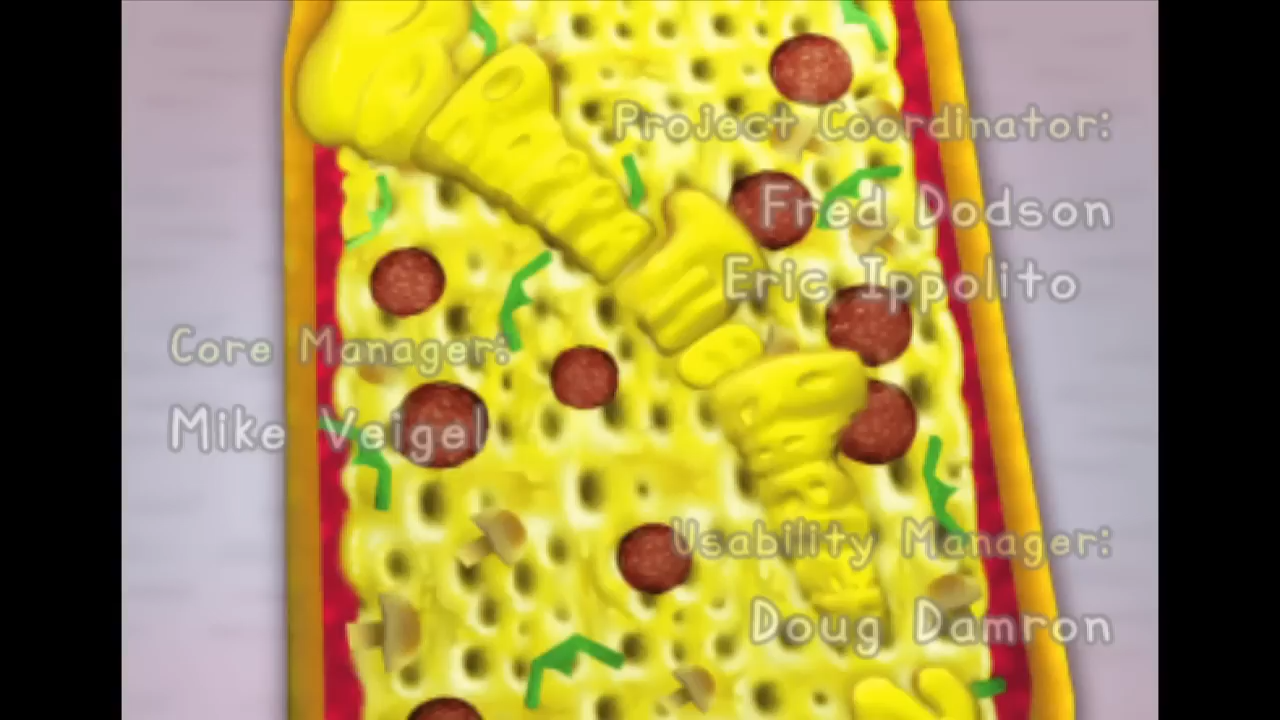 Project Coordinator:
Fred Dodson
Eric Ippolito
Core Manager:
Mike Veigel
Usability Manager:
Doug Damron